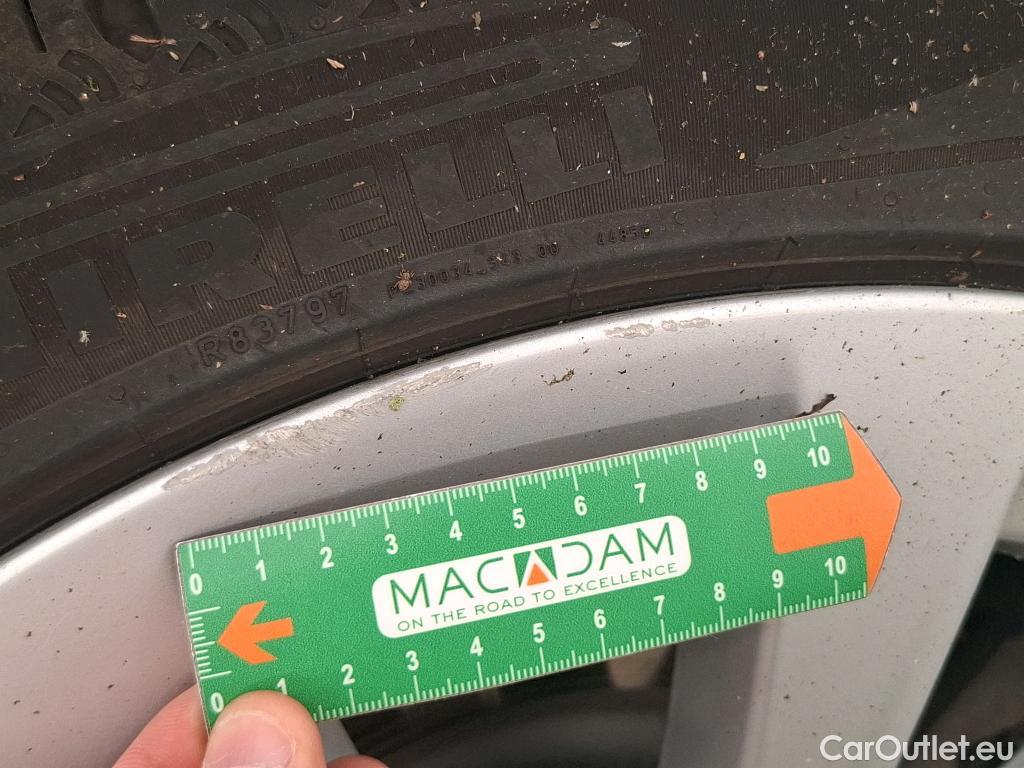 IRELLI
R83797
0 1 2 3 4 5 6 7 8 9 10
MACADAM
ON THE ROAD TO EXCELLENCE
0 1 2 3 4 5 6 7 8 9 10
CarOutlet.eu